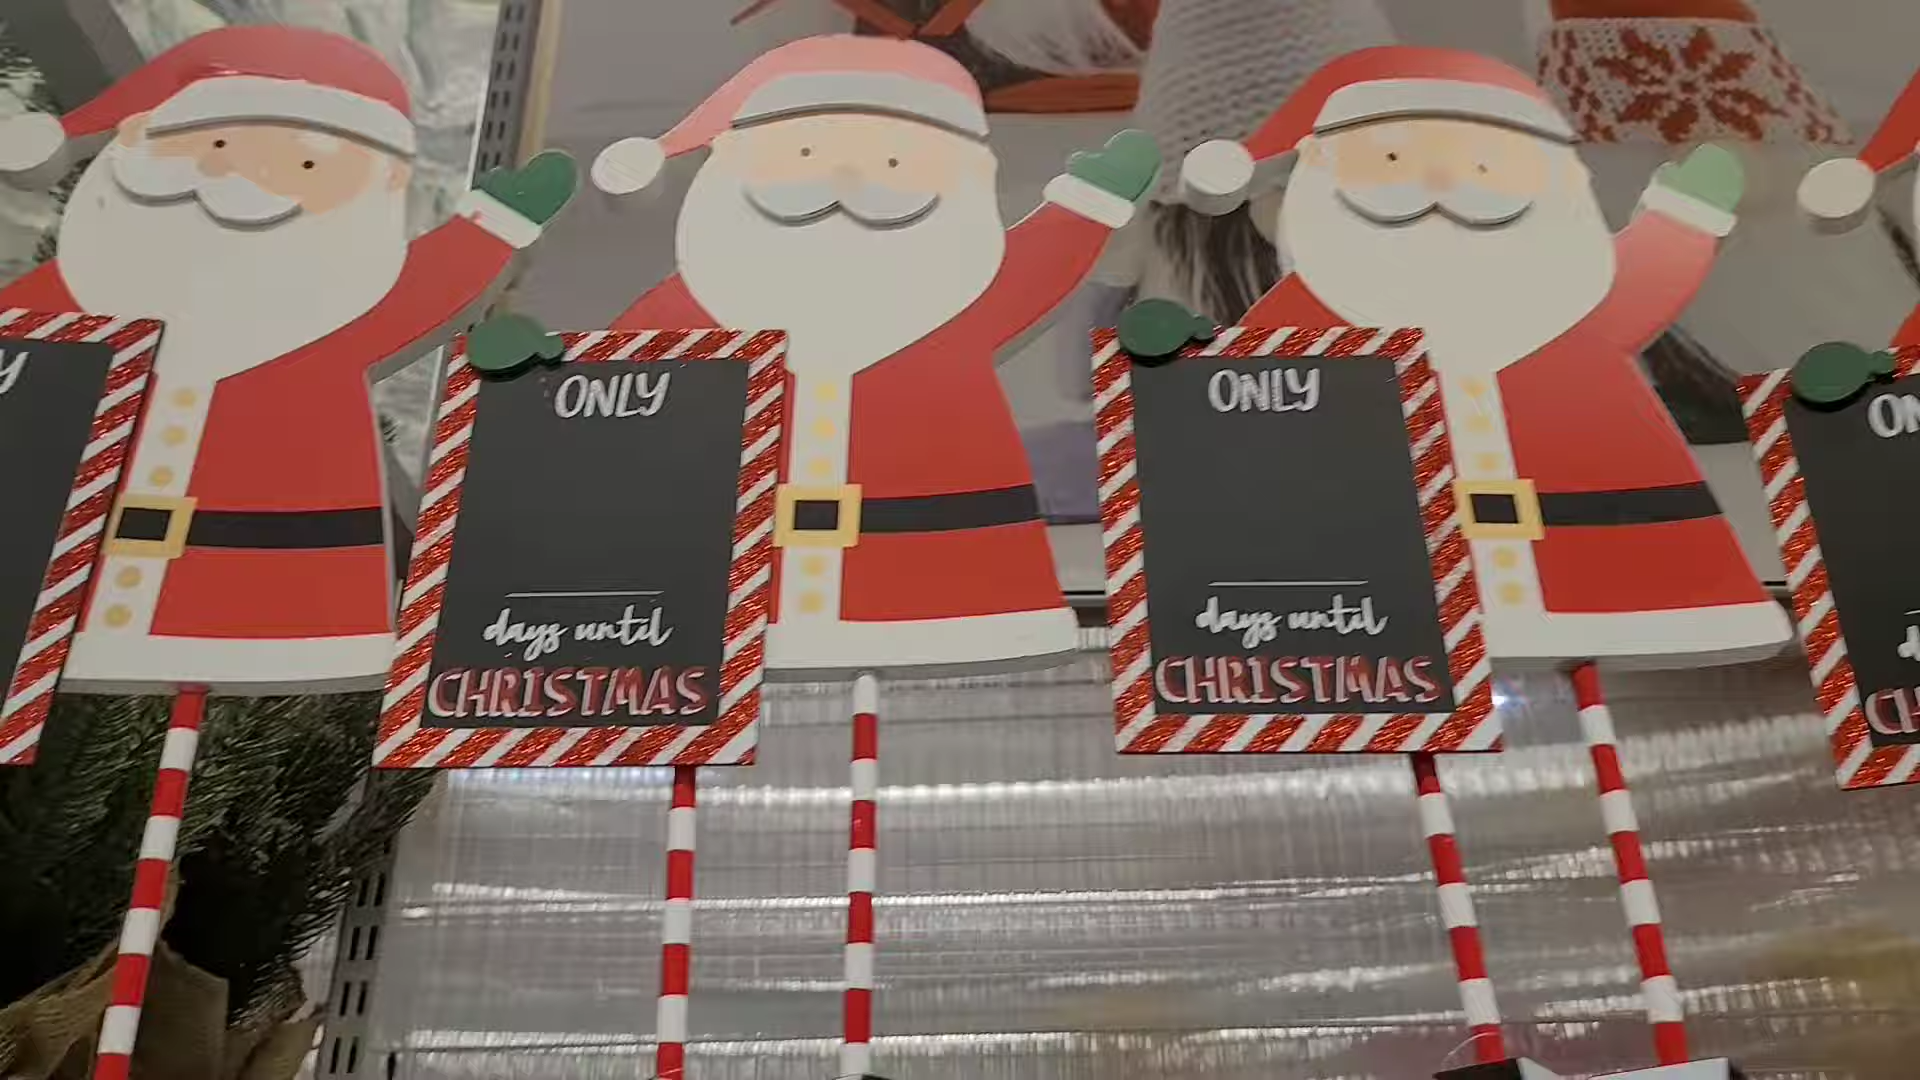 ONLY
days until
CHRISTMAS
ONLY
days until
CHRISTMAS